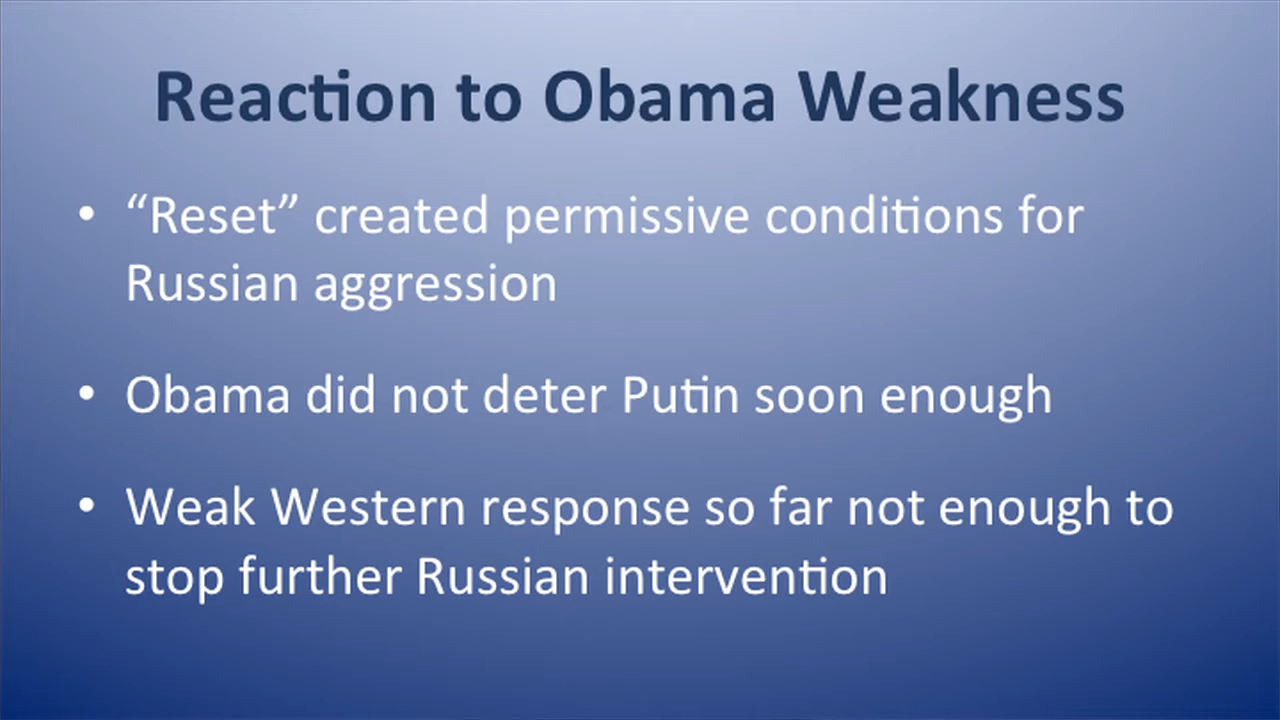 Reaction to Obama Weakness
• “Reset” created permissive conditions for
Russian aggression
• Obama did not deter Putin soon enough
• Weak Western response so far not enough to
stop further Russian intervention